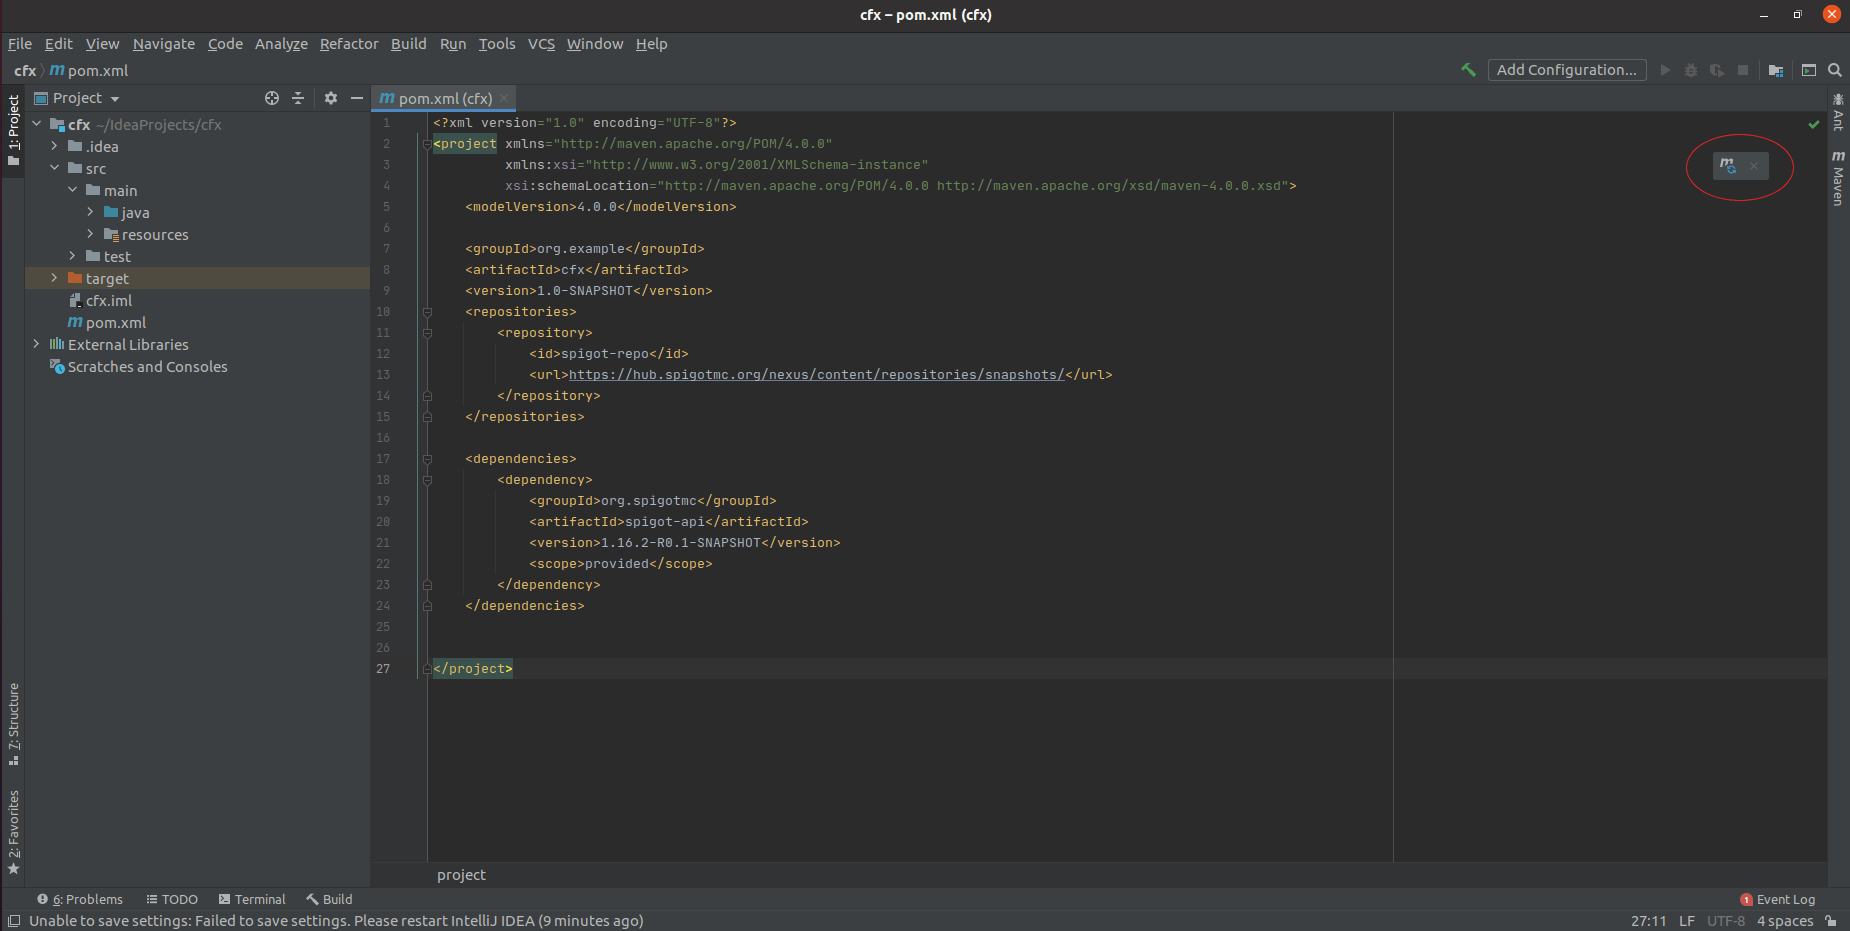 cfx – pom.xml (cfx)
File Edit View Navigate Code Analyze Refactor Build Run Tools VCS Window Help
cfx pom.xml
Add Configuration...
1: Project
Project
cfx ~/IdeaProjects/cfx
.idea
src
main
java
resources
test
target
cfx.iml
pom.xml
External Libraries
Scratches and Consoles
7: Structure
2: Favorites
pom.xml (cfx)
1 <?xml version="1.0" encoding="UTF-8"?>
2 <project xmlns="http://maven.apache.org/POM/4.0.0"
3 xmlns:xsi="http://www.w3.org/2001/XMLSchema-instance"
4 xsi:schemaLocation="http://maven.apache.org/POM/4.0.0 http://maven.apache.org/xsd/maven-4.0.0.xsd">
5 <modelVersion>4.0.0</modelVersion>
6
7 <groupId>org.example</groupId>
8 <artifactId>cfx</artifactId>
9 <version>1.0-SNAPSHOT</version>
10 <repositories>
11 <repository>
12 <id>spigot-repo</id>
13 <url>https://hub.spigotmc.org/nexus/content/repositories/snapshots/</url>
14 </repository>
15 </repositories>
16
17 <dependencies>
18 <dependency>
19 <groupId>org.spigotmc</groupId>
20 <artifactId>spigot-api</artifactId>
21 <version>1.16.2-R0.1-SNAPSHOT</version>
22 <scope>provided</scope>
23 </dependency>
24 </dependencies>
25
26
27 </project>
Ant
Maven
project
6: Problems TODO Terminal Build
1 Event Log
Unable to save settings: Failed to save settings. Please restart IntelliJ IDEA (9 minutes ago)
27:11 LF UTF-8 4 spaces